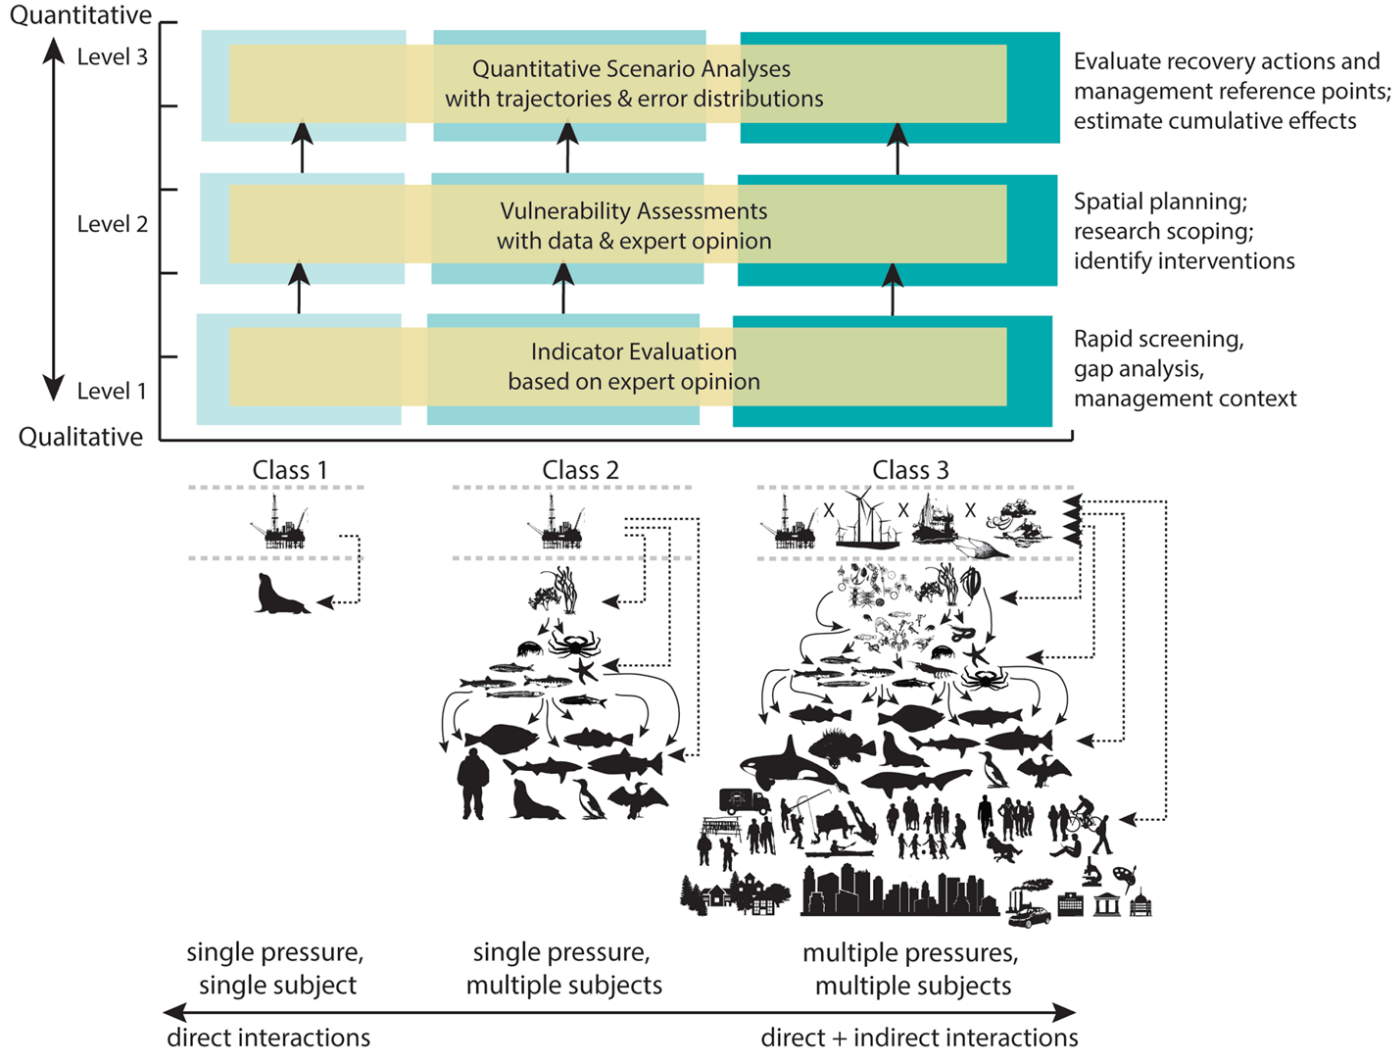 Quantitative
Level 3
Quantitative Scenario Analyses
with trajectories & error distributions
Evaluate recovery actions and
management reference points;
estimate cumulative effects
Level 2
Vulnerability Assessments
with data & expert opinion
Spatial planning;
research scoping;
identify interventions
Indicator Evaluation
based on expert opinion
Rapid screening,
gap analysis,
management context
Level 1
Qualitative
Class 1
Class 2
Class 3
X X X
single pressure,
single subject
single pressure,
multiple subjects
multiple pressures,
multiple subjects
direct interactions
direct + indirect interactions